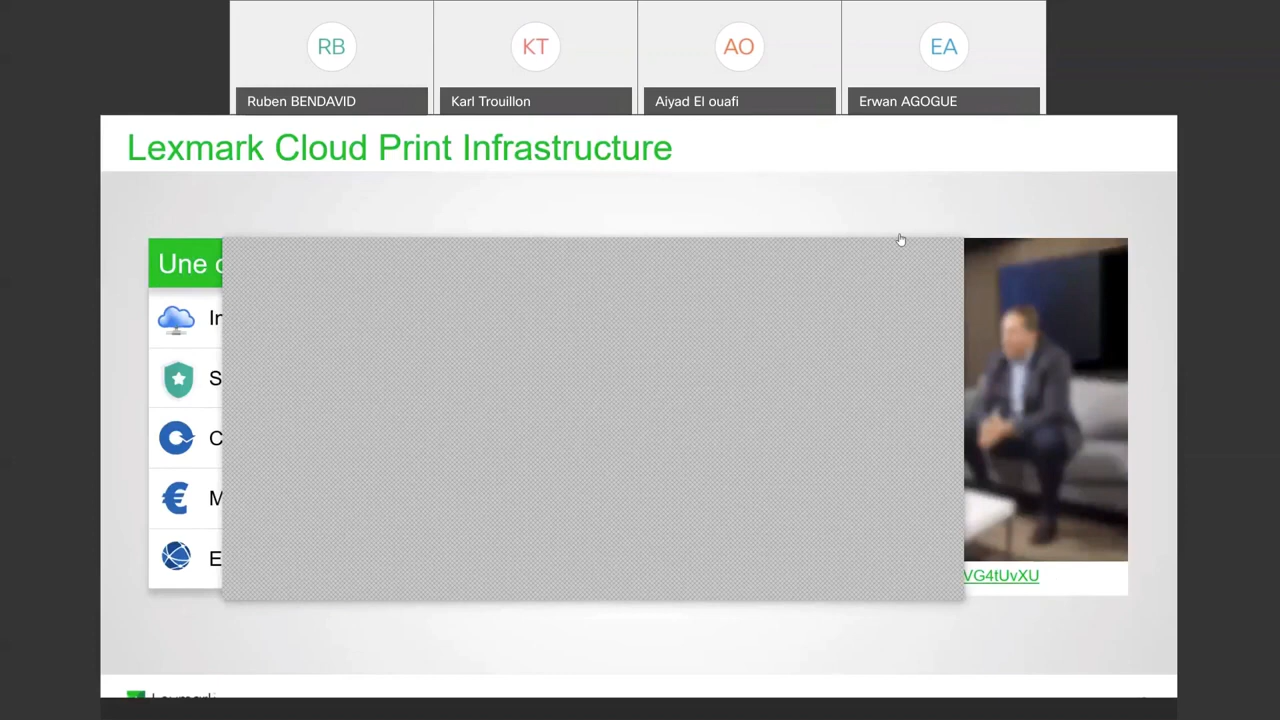 RB
KT
AO
EA
Ruben BENDAVID
Karl Trouillon
Aiyad El ouafi
Erwan AGOGUE
Lexmark Cloud Print Infrastructure
Une
VG4tUvXU
Lexmark